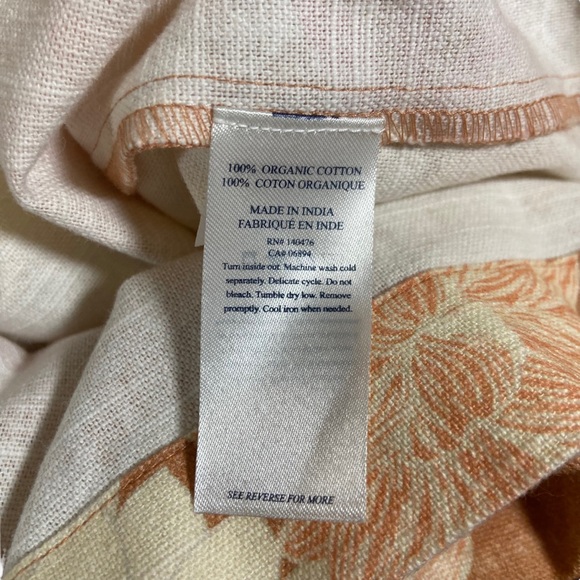 100% ORGANIC COTTON
100% COTON ORGANIQUE
MADE IN INDIA
FABRIQUÉ EN INDE
RN# 140476
CA# 06894
Turn inside out. Machine wash cold
separately. Delicate cycle. Do not
bleach. Tumble dry low. Remove
promptly. Cool iron when needed.
SEE REVERSE FOR MORE